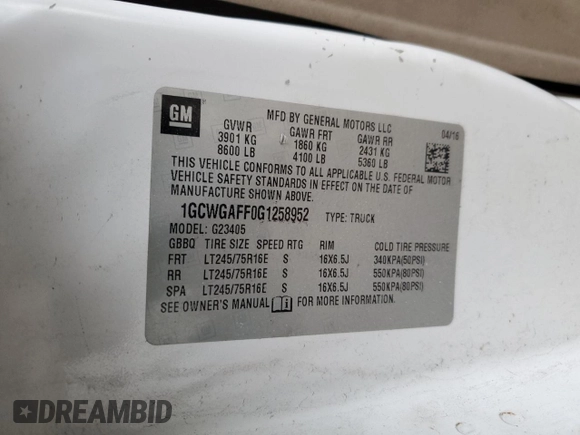 GM
MFD BY GENERAL MOTORS LLC
04/16
GVWR GAWR FRT GAWR RR
3901 KG 1860 KG 2431 KG
8600 LB 4100 LB 5360 LB
THIS VEHICLE CONFORMS TO ALL APPLICABLE U.S. FEDERAL MOTOR
VEHICLE SAFETY STANDARDS IN EFFECT ON THE DATE OF
MANUFACTURE SHOWN ABOVE.
1GCWGAFF0G1258952 TYPE: TRUCK
MODEL: G23405
GBBQ TIRE SIZE SPEED RTG RIM COLD TIRE PRESSURE
FRT LT245/75R16E S 16X6.5J 340KPA(50PSI)
RR LT245/75R16E S 16X6.5J 550KPA(80PSI)
SPA LT245/75R16E S 16X6.5J 550KPA(80PSI)
SEE OWNER'S MANUAL FOR MORE INFORMATION.
DREAMBID